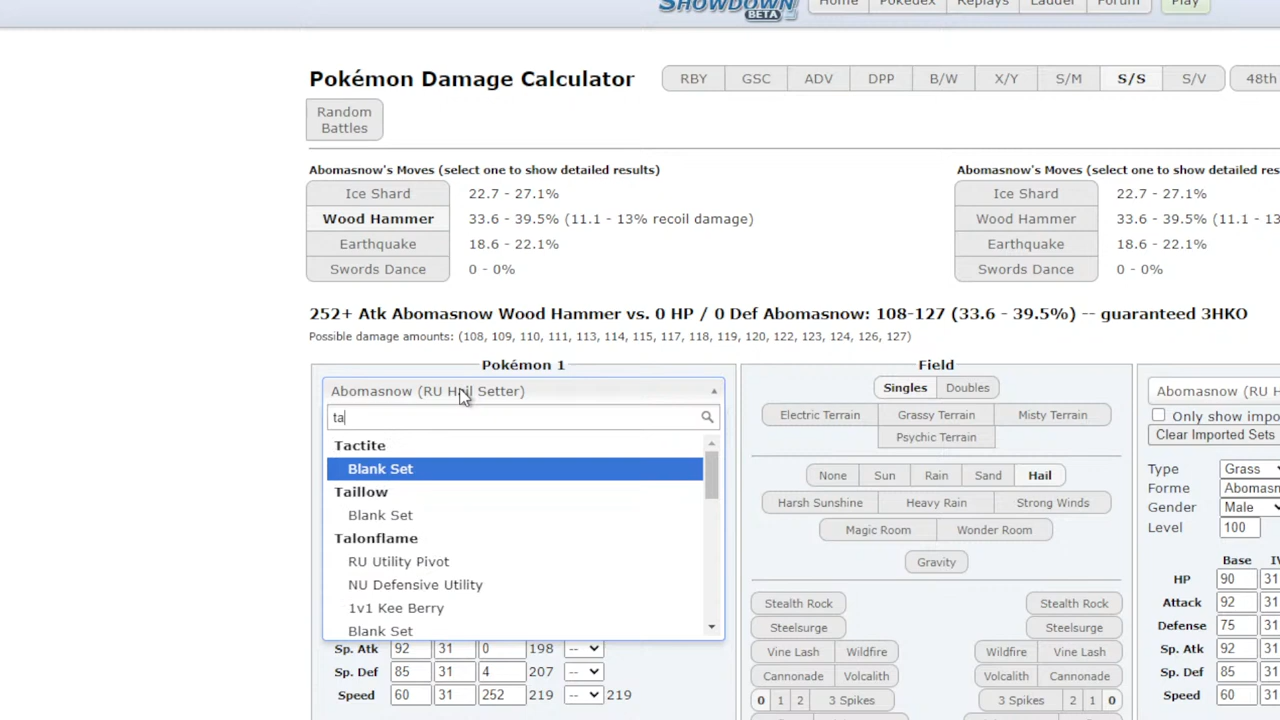 SHOWDOWN
BETA
Home Pokédex Replays Ladder Forum Play
Pokémon Damage Calculator RBY GSC ADV DPP B/W X/Y S/M S/S S/V 48th
Random
Battles
Abomasnow's Moves (select one to show detailed results) Abomasnow's Moves (select one to show detailed res
Ice Shard 22.7 - 27.1% Ice Shard 22.7 - 27.1%
Wood Hammer 33.6 - 39.5% (11.1 - 13% recoil damage) Wood Hammer 33.6 - 39.5% (11.1 - 13
Earthquake 18.6 - 22.1% Earthquake 18.6 - 22.1%
Swords Dance 0 - 0% Swords Dance 0 - 0%
252+ Atk Abomasnow Wood Hammer vs. 0 HP / 0 Def Abomasnow: 108-127 (33.6 - 39.5%) -- guaranteed 3HKO
Possible damage amounts: (108, 109, 110, 111, 113, 114, 115, 117, 118, 119, 120, 122, 123, 124, 126, 127)
Pokémon 1 Field
Abomasnow (RU Hail Setter) Singles Doubles Abomasnow (RU H
ta Electric Terrain Grassy Terrain Misty Terrain Only show impo
Psychic Terrain Clear Imported Sets
Tactite
Blank Set None Sun Rain Sand Hail Type Grass
Taillow Harsh Sunshine Heavy Rain Strong Winds Forme Abomasn
Blank Set Gender Male
Talonflame Magic Room Wonder Room Level 100
RU Utility Pivot Gravity Base IV
NU Defensive Utility HP 90 31
1v1 Kee Berry Stealth Rock Stealth Rock Attack 92 31
Blank Set Steelsurge Steelsurge Defense 75 31
Sp. Atk 92 31 0 198 -- Vine Lash Wildfire Wildfire Vine Lash Sp. Atk 92 31
Sp. Def 85 31 4 207 -- Cannonade Volcalith Volcalith Cannonade Sp. Def 85 31
Speed 60 31 252 219 -- 219 0 1 2 3 Spikes 3 Spikes 2 1 0 Speed 60 31